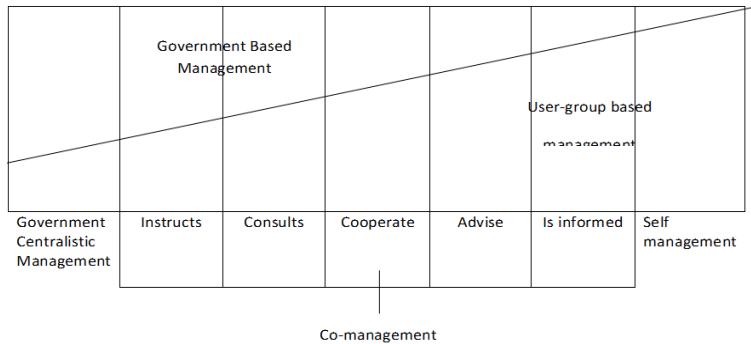 Government Based
Management
User-group based
management
Government
Centralistic
Management
Instructs
Consults
Cooperate
Advise
Is informed
Self
management
Co-management